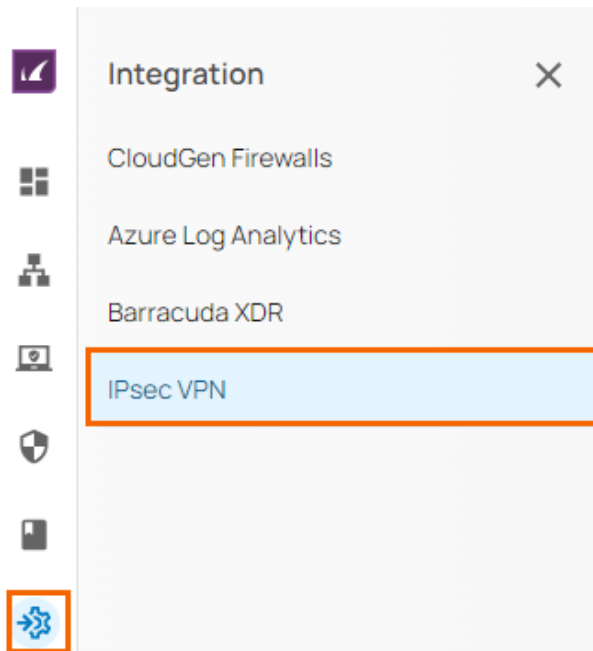 Integration
CloudGen Firewalls
Azure Log Analytics
Barracuda XDR
IPsec VPN